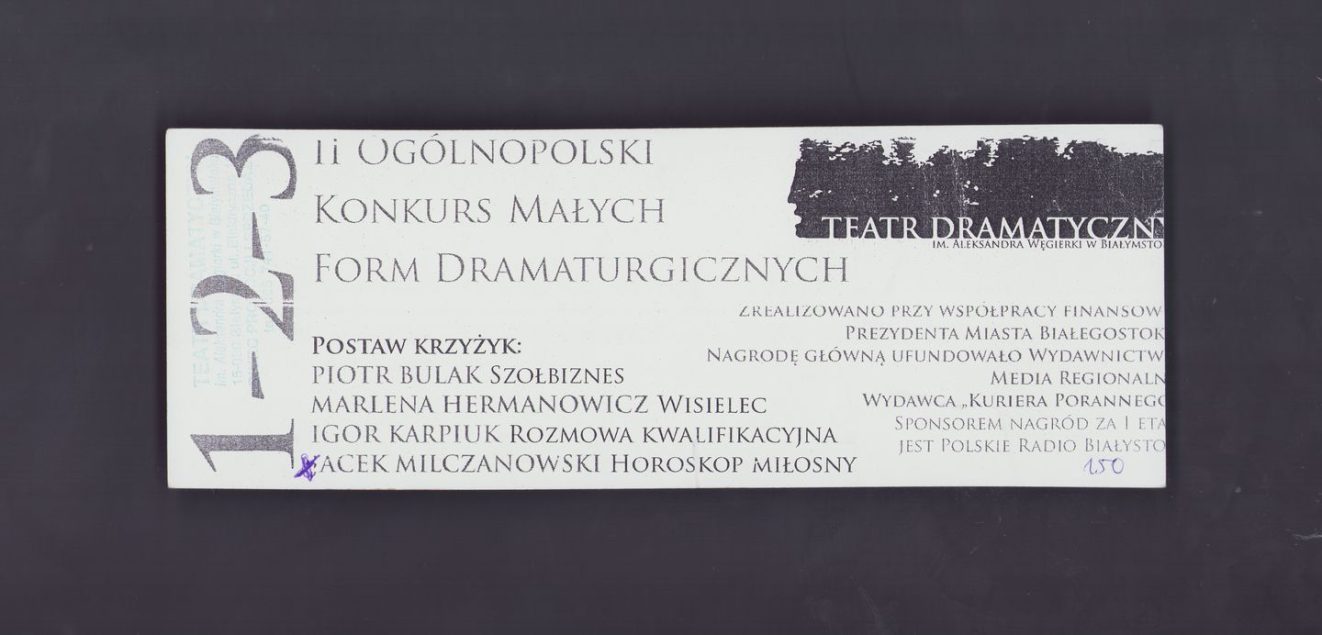 1-2-3
II OGÓLNOPOLSKI
KONKURS MAŁYCH
FORM DRAMATURGICZNYCH
POSTAW KRZYŻYK:
PIOTR BULAK SZOŁBIZNES
MARLENA HERMANOWICZ WISIELEC
IGOR KARPIUK ROZMOWA KWALIFIKACYJNA
ACEK MILCZANOWSKI HOROSKOP MIŁOSNY
TEATR DRAMATYCZNY
IM. ALEKSANDRA WĘGIERKI W BIAŁYMSTO
ZREALIZOWANO PRZY WSPÓŁPRACY FINANSOW
PREZYDENTA MIASTA BIAŁEGOSTOK
NAGRODĘ GŁÓWNĄ UFUNDOWAŁO WYDAWNICTW
MEDIA REGIONALN
WYDAWCA „KURIERA PORANNEGO
SPONSOREM NAGRÓD ZA I ETA
JEST POLSKIE RADIO BIAŁYSTO
150